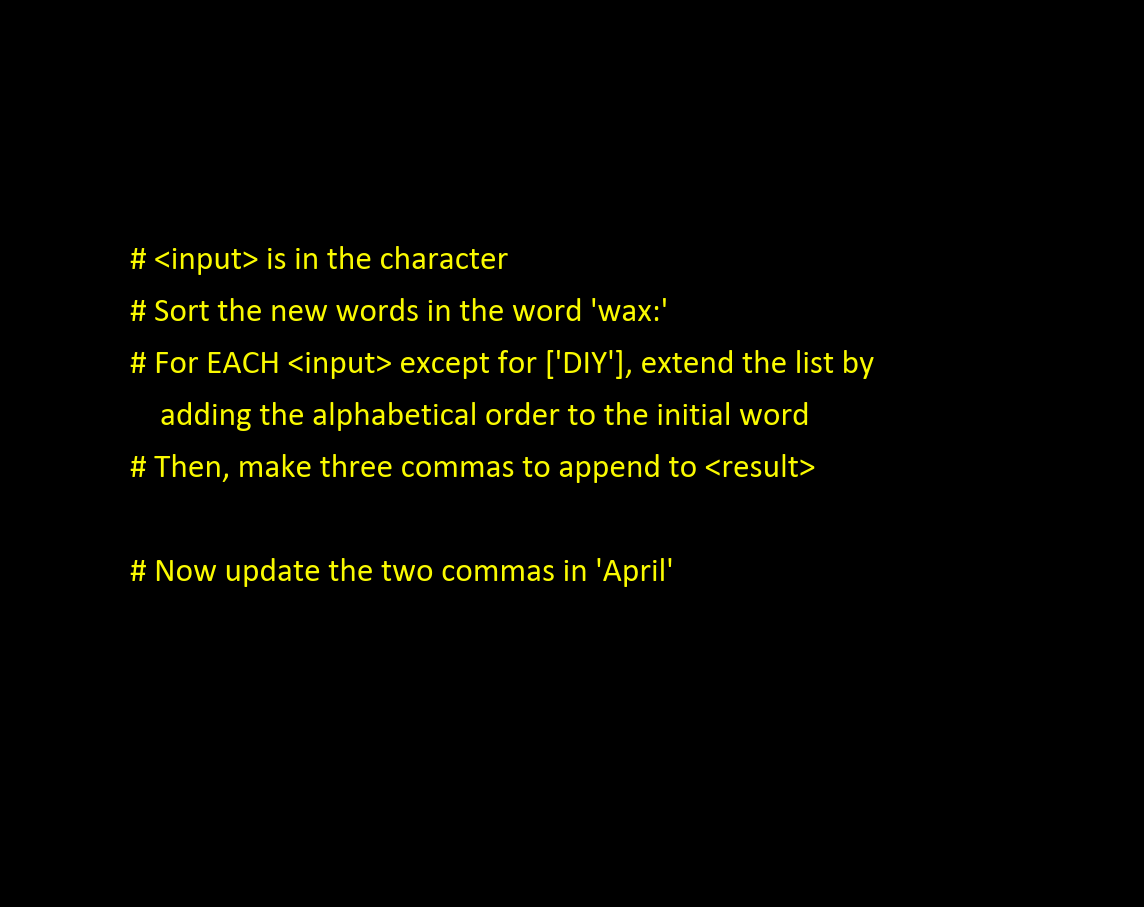 # <input> is in the character
# Sort the new words in the word 'wax:'
# For EACH <input> except for ['DIY'], extend the list by
adding the alphabetical order to the initial word
# Then, make three commas to append to <result>
# Now update the two commas in 'April'